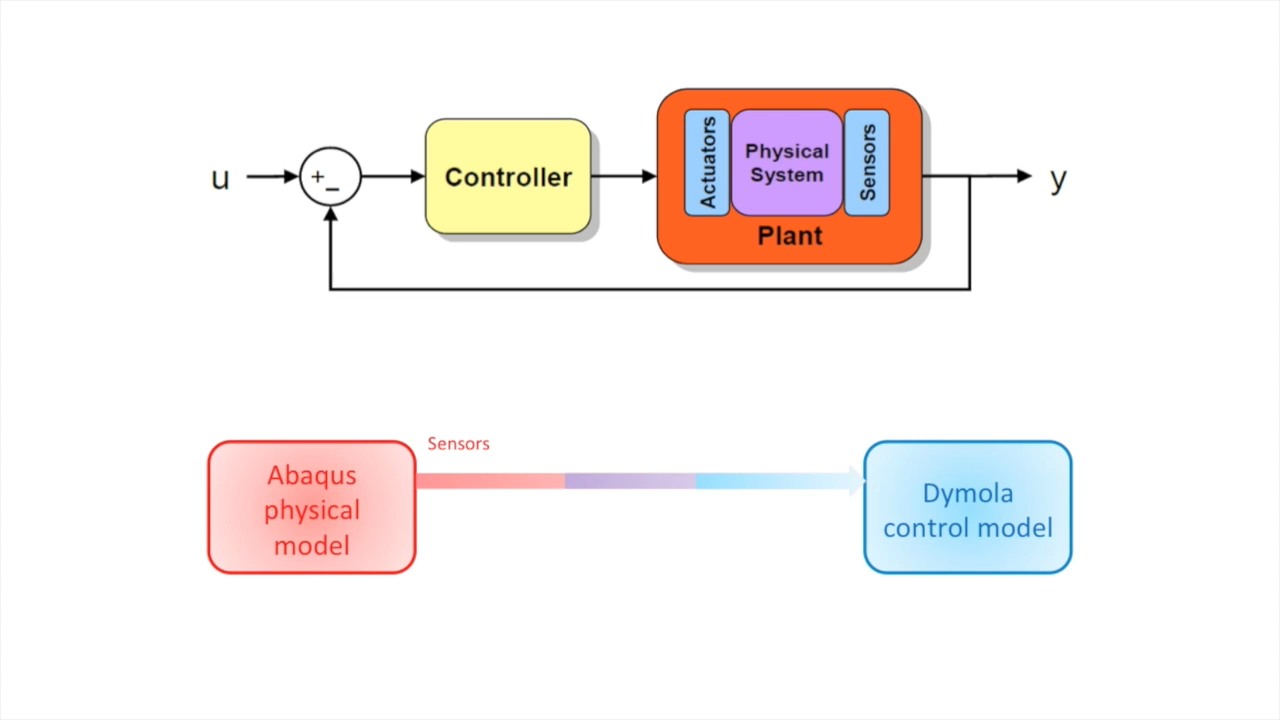 u
+
−
Controller
Actuators
Physical
System
Sensors
Plant
y
Sensors
Abaqus
physical
model
Dymola
control model